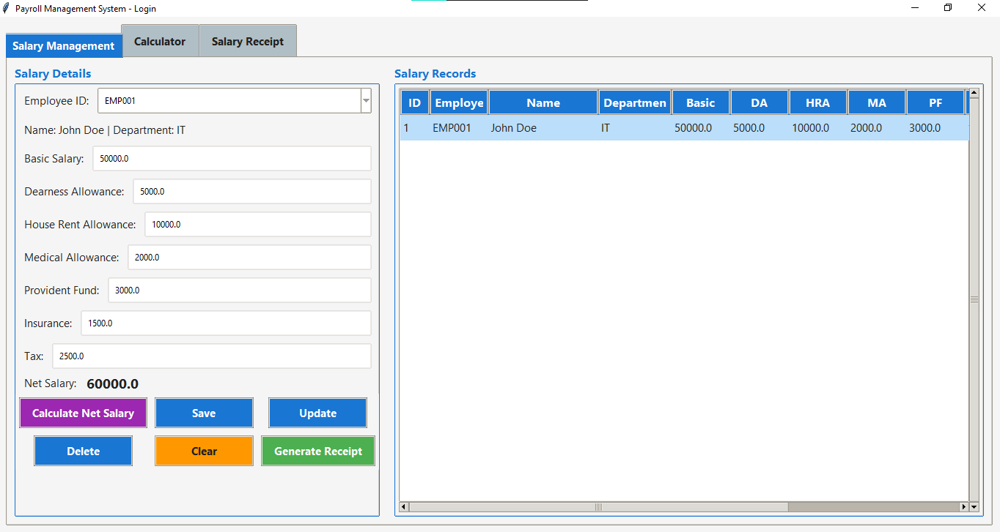 Payroll Management System - Login
Salary Management
Calculator
Salary Receipt
Salary Details
Employee ID: EMP001
Name: John Doe | Department: IT
Basic Salary: 50000.0
Dearness Allowance: 5000.0
House Rent Allowance: 10000.0
Medical Allowance: 2000.0
Provident Fund: 3000.0
Insurance: 1500.0
Tax: 2500.0
Net Salary: 60000.0
Calculate Net Salary Save Update
Delete Clear Generate Receipt
Salary Records
ID Employe Name Departmen Basic DA HRA MA PF
1 EMP001 John Doe IT 50000.0 5000.0 10000.0 2000.0 3000.0